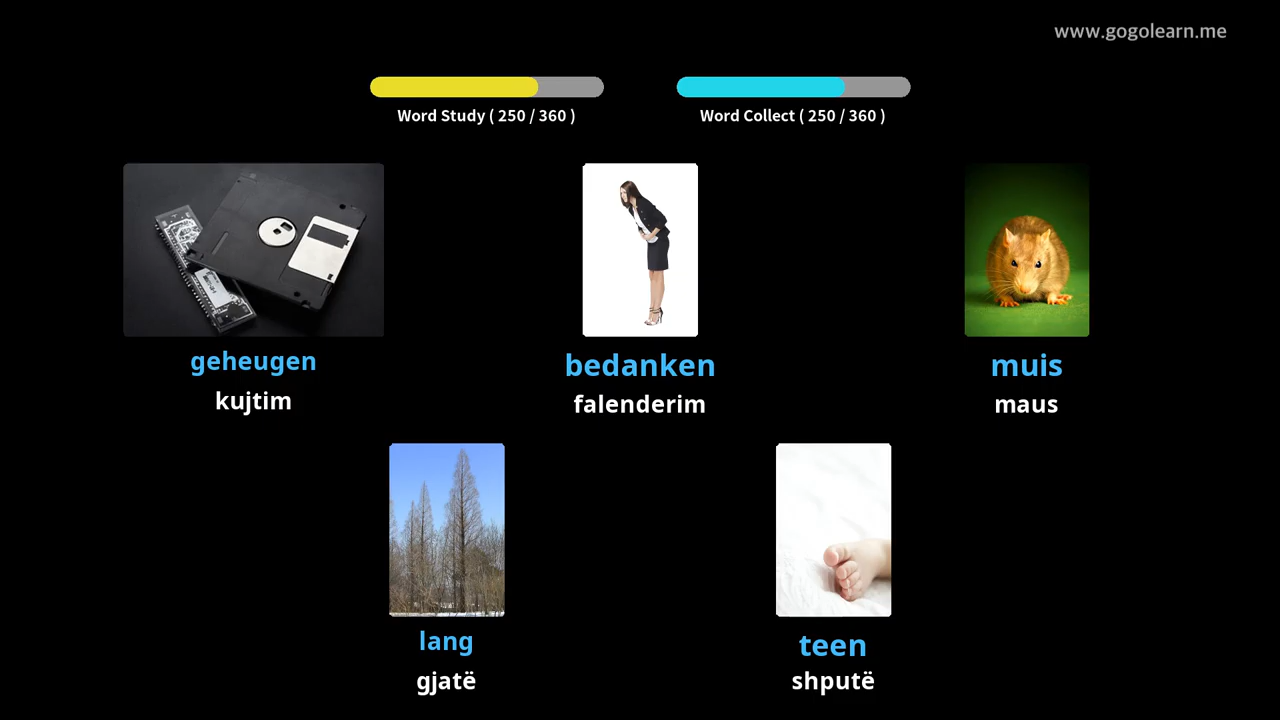 www.gogolearn.me
Word Study ( 250 / 360 )
Word Collect ( 250 / 360 )
geheugen
kujtim
bedanken
falenderim
muis
maus
lang
gjatë
teen
shputë